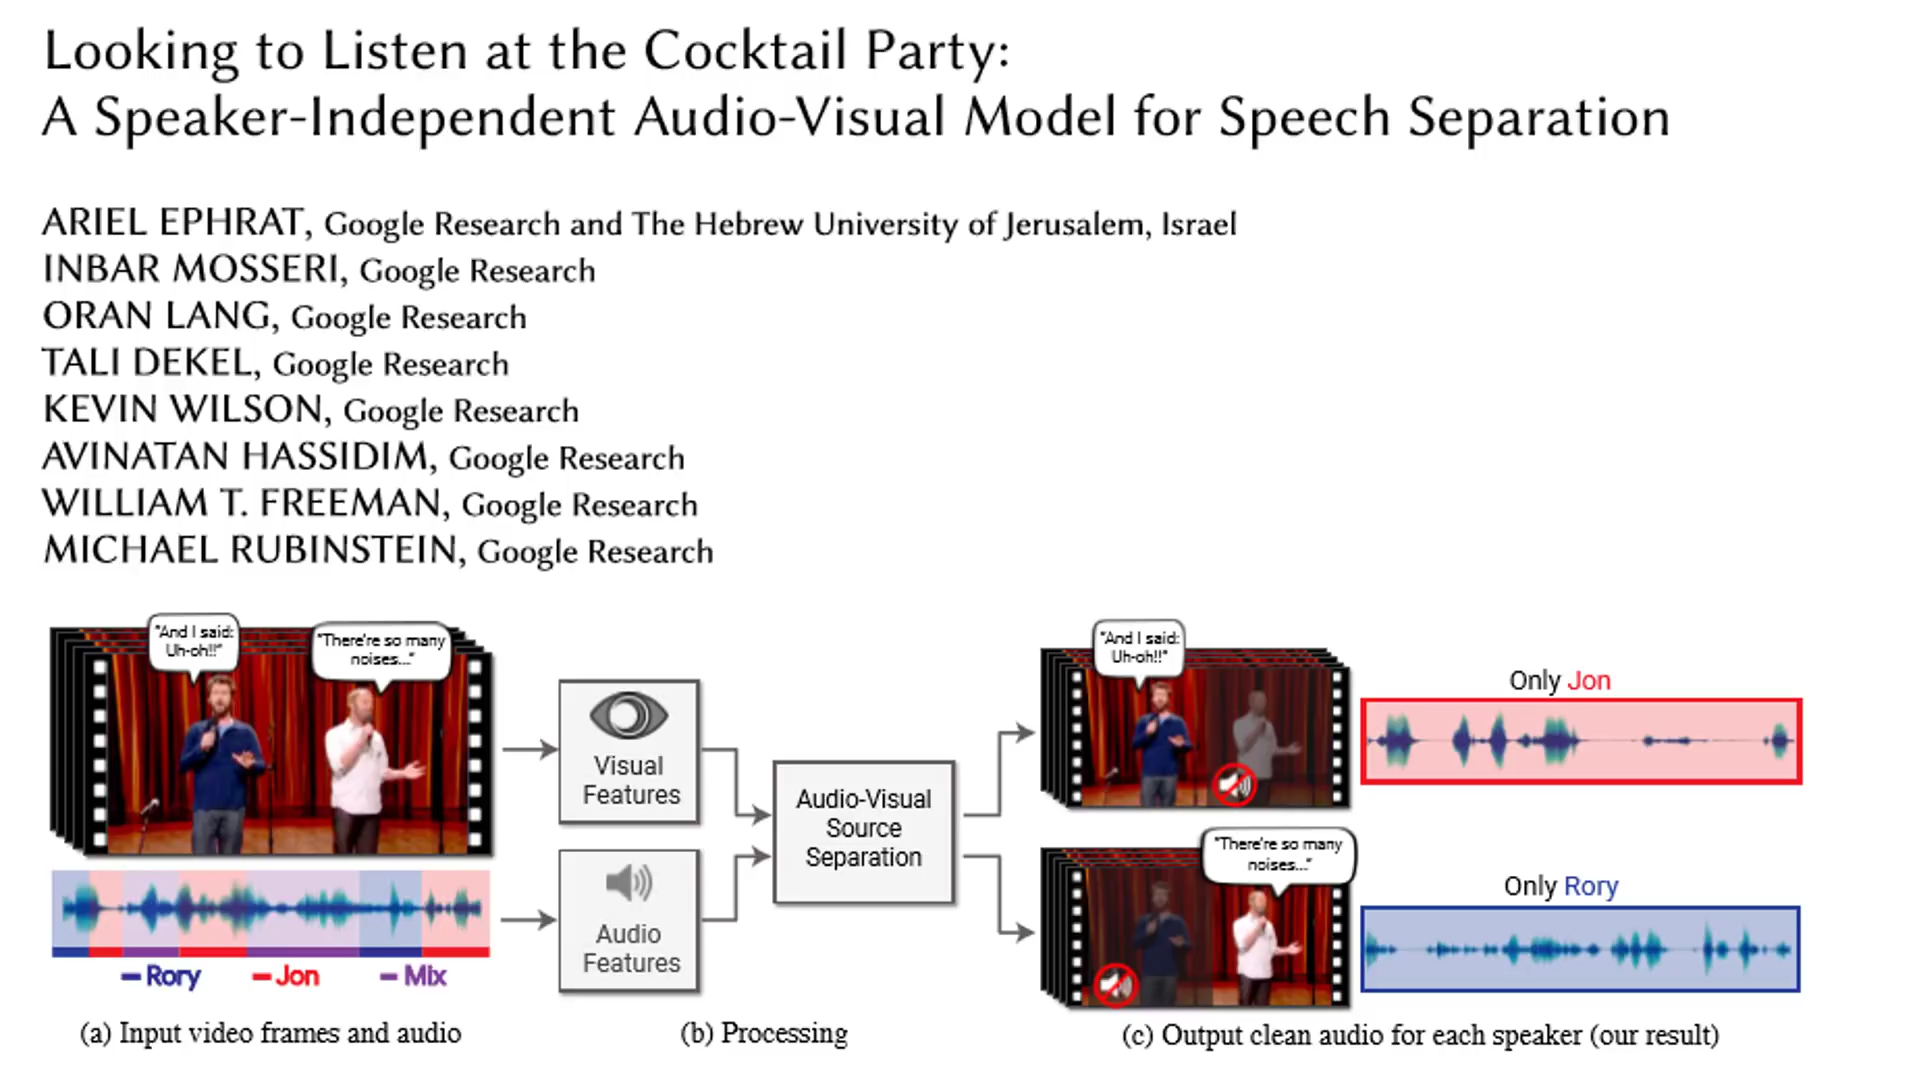 Looking to Listen at the Cocktail Party:
A Speaker-Independent Audio-Visual Model for Speech Separation
ARIEL EPHRAT, Google Research and The Hebrew University of Jerusalem, Israel
INBAR MOSSERI, Google Research
ORAN LANG, Google Research
TALI DEKEL, Google Research
KEVIN WILSON, Google Research
AVINATAN HASSIDIM, Google Research
WILLIAM T. FREEMAN, Google Research
MICHAEL RUBINSTEIN, Google Research
"And I said:
Uh-oh!!"
"There're so many
noises..."
Rory
Jon
Mix
(a) Input video frames and audio
Visual
Features
Audio
Features
Audio-Visual
Source
Separation
(b) Processing
"And I said:
Uh-oh!!"
Only Jon
"There're so many
noises..."
Only Rory
(c) Output clean audio for each speaker (our result)